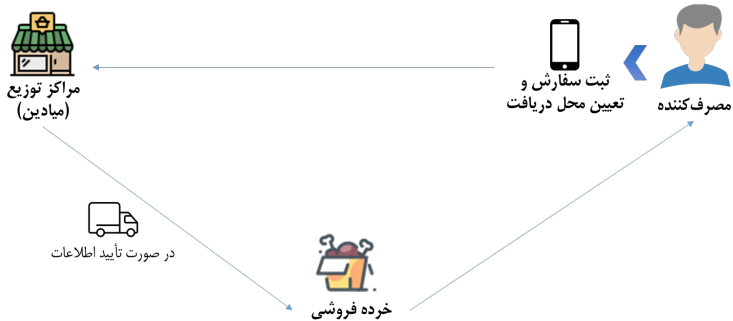 مصرف‌کننده
ثبت سفارش و
تعیین محل دریافت
مراکز توزیع
(میادین)
در صورت تأیید اطلاعات
خرده فروشی